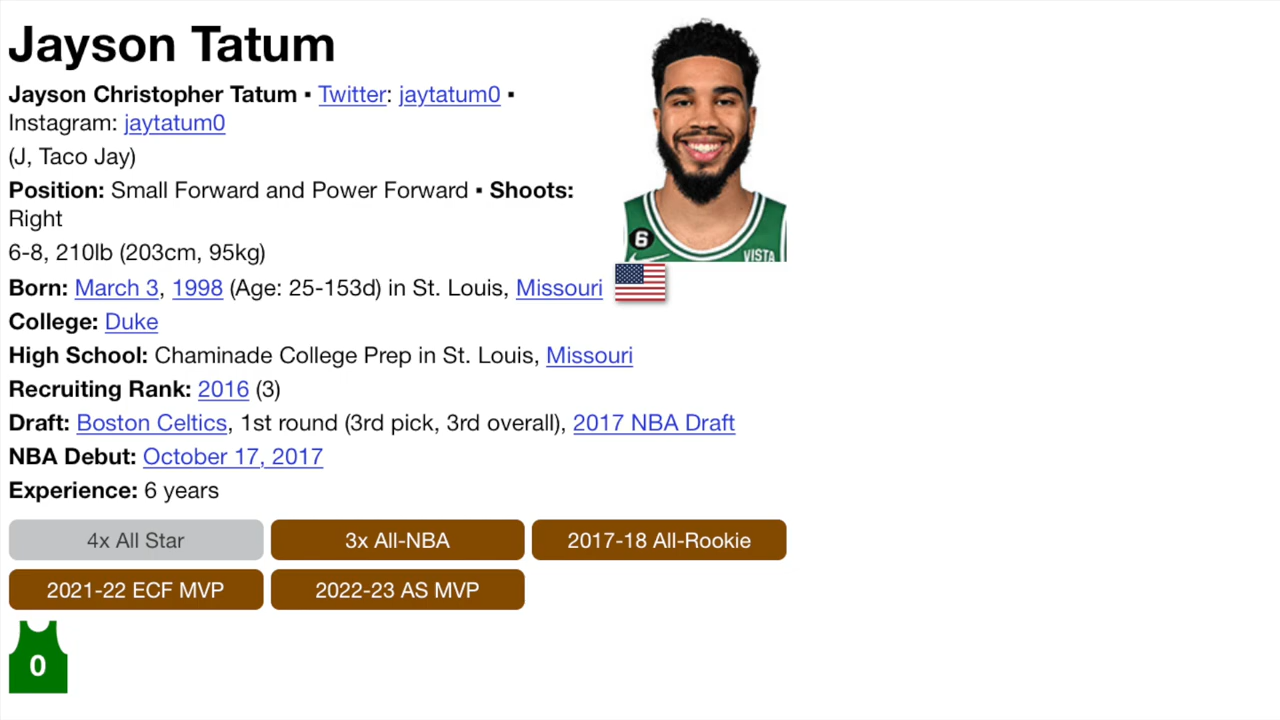 Jayson Tatum
Jayson Christopher Tatum ▪ Twitter: jaytatum0 ▪
Instagram: jaytatum0
(J, Taco Jay)
Position: Small Forward and Power Forward ▪ Shoots:
Right
6-8, 210lb (203cm, 95kg)
Born: March 3, 1998 (Age: 25-153d) in St. Louis, Missouri
College: Duke
High School: Chaminade College Prep in St. Louis, Missouri
Recruiting Rank: 2016 (3)
Draft: Boston Celtics, 1st round (3rd pick, 3rd overall), 2017 NBA Draft
NBA Debut: October 17, 2017
Experience: 6 years
4x All Star
3x All-NBA
2017-18 All-Rookie
2021-22 ECF MVP
2022-23 AS MVP
0
6
VISTA